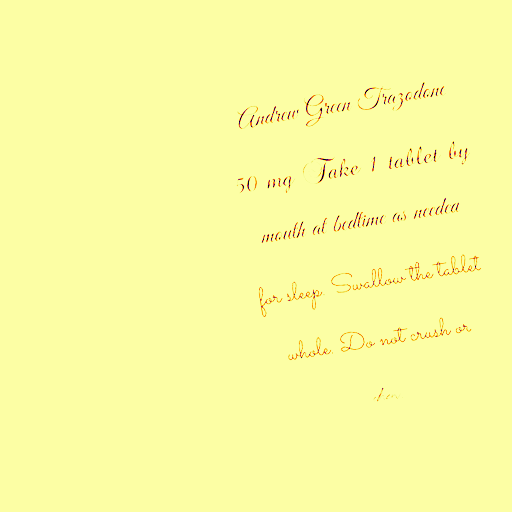 Andrew Green Trazodone
50 mg Take 1 tablet by
mouth at bedtime as needed
for sleep. Swallow the tablet
whole. Do not crush or